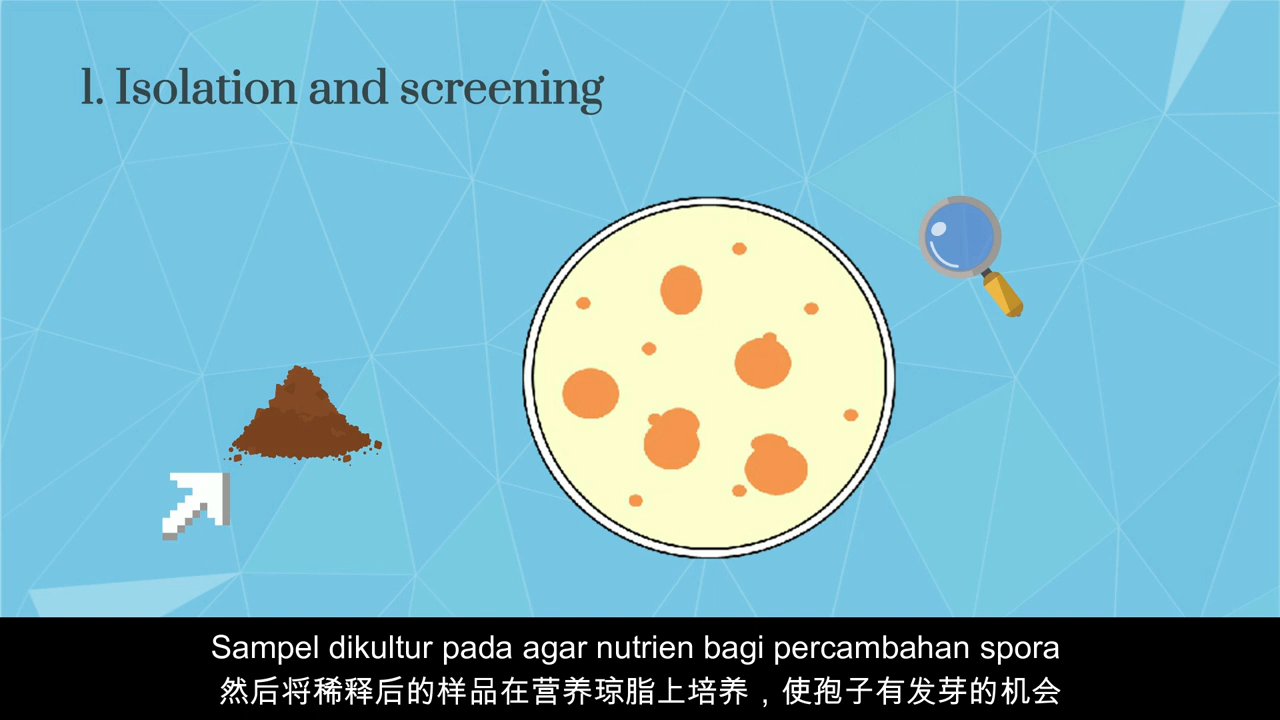 1. Isolation and screening
Sampel dikultur pada agar nutrien bagi percambahan spora
然后将稀释后的样品在营养琼脂上培养，使孢子有发芽的机会